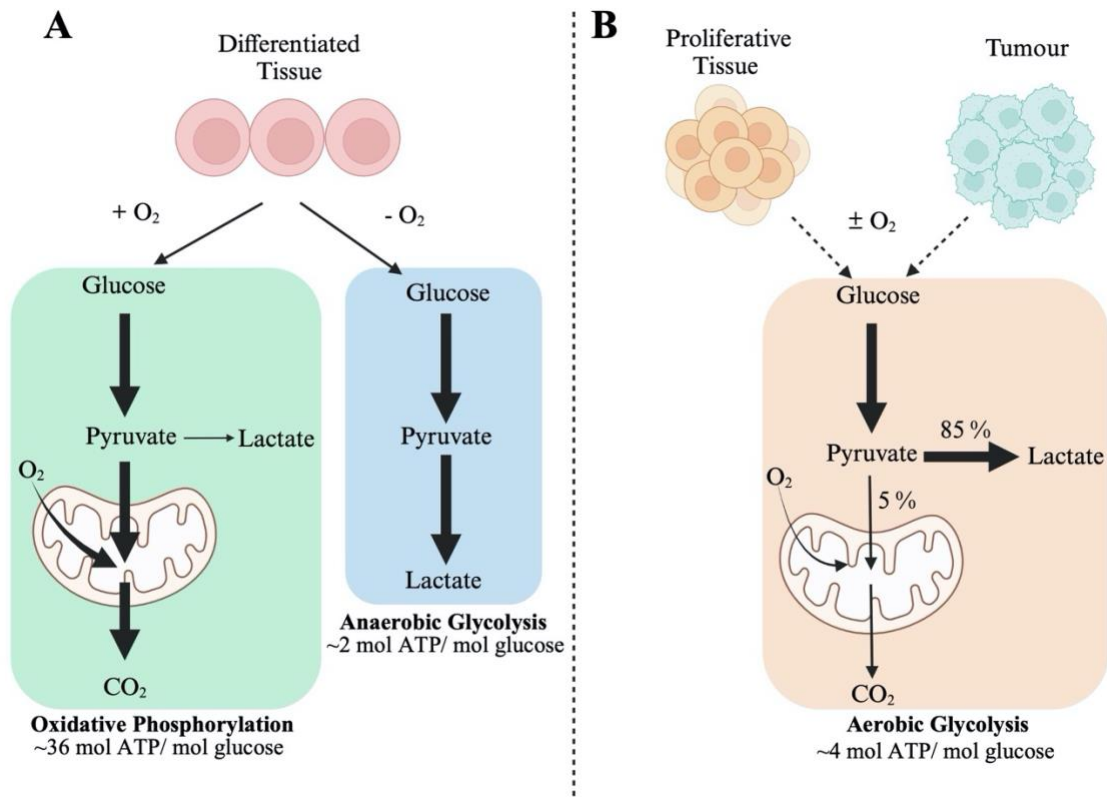 A
Differentiated
Tissue
+ O₂
- O₂
Glucose
Pyruvate
Lactate
O₂
CO₂
Oxidative Phosphorylation
~36 mol ATP/ mol glucose
Glucose
Pyruvate
Lactate
Anaerobic Glycolysis
~2 mol ATP/ mol glucose
B
Proliferative
Tissue
Tumour
± O₂
Glucose
Pyruvate
85 %
Lactate
O₂
5 %
CO₂
Aerobic Glycolysis
~4 mol ATP/ mol glucose